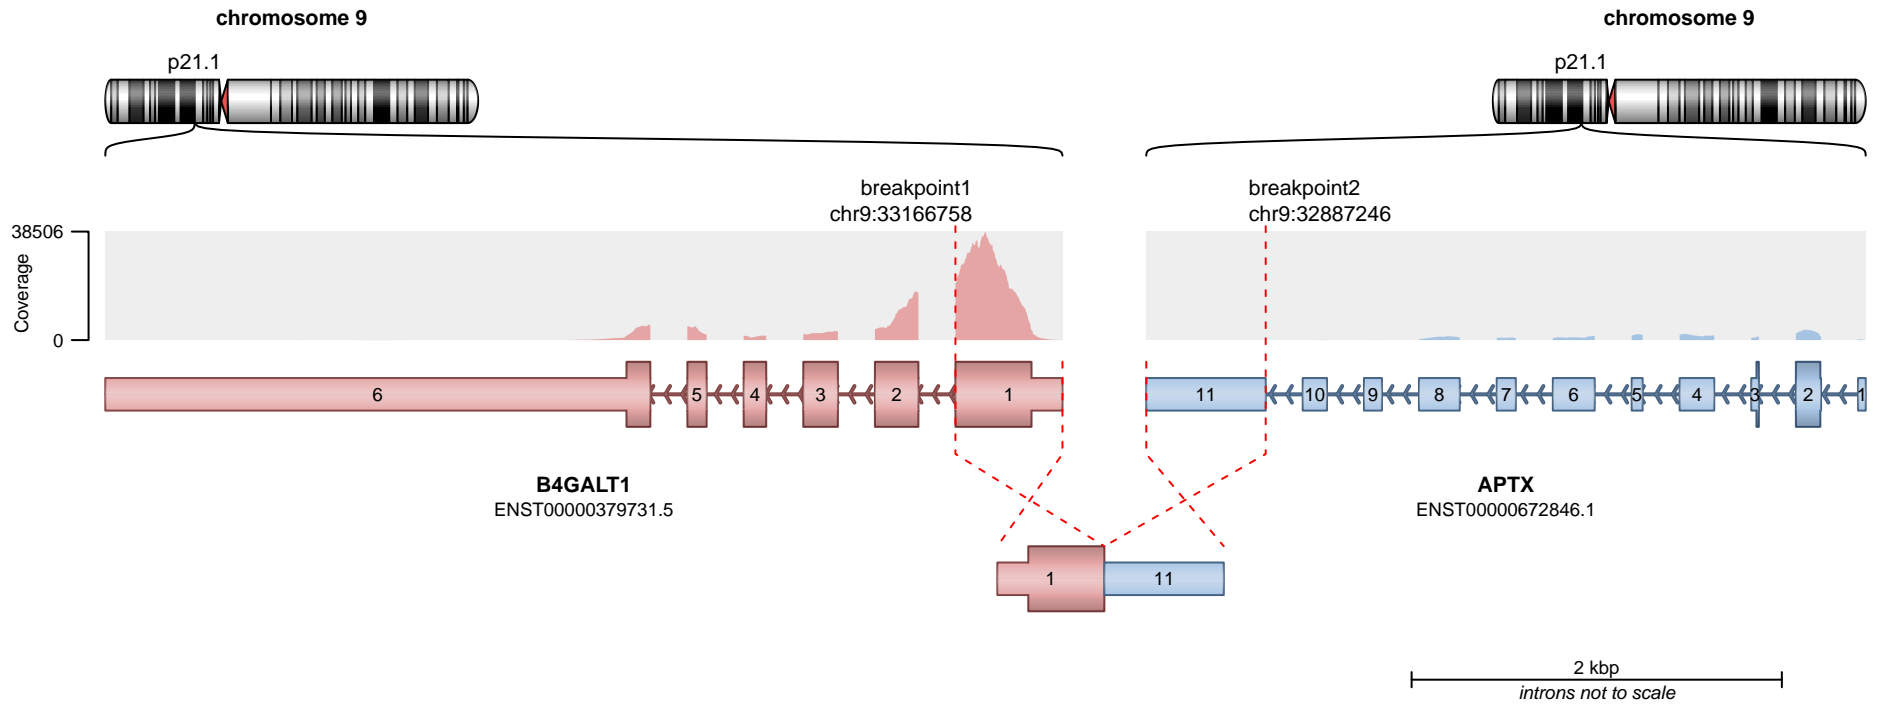 chromosome 9
chromosome 9
p21.1
p21.1
breakpoint1
chr9:33166758
breakpoint2
chr9:32887246
38506
Coverage
0
6 5 4 3 2 1
11 10 9 8 7 6 5 4 3 2 1
B4GALT1
ENST00000379731.5
APTX
ENST00000672846.1
1 11
2 kbp
introns not to scale